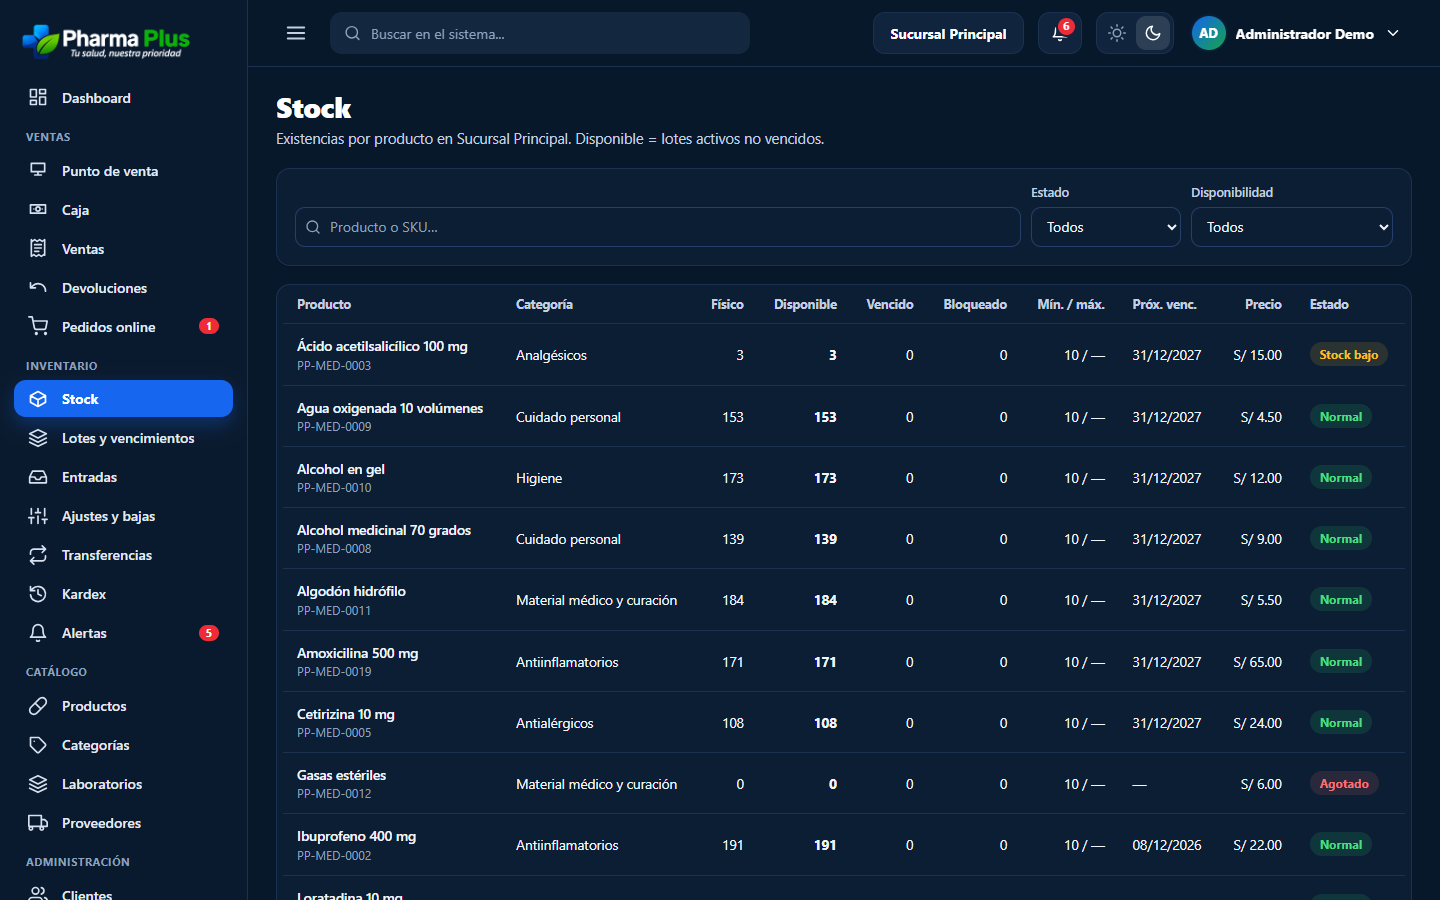 Pharma Plus
Tu salud, nuestra prioridad
Dashboard
VENTAS
Punto de venta
Caja
Ventas
Devoluciones
Pedidos online 1
INVENTARIO
Stock
Lotes y vencimientos
Entradas
Ajustes y bajas
Transferencias
Kardex
Alertas 5
CATÁLOGO
Productos
Categorías
Laboratorios
Proveedores
ADMINISTRACIÓN
Clientes
Buscar en el sistema...
Sucursal Principal
6
AD Administrador Demo
Stock
Existencias por producto en Sucursal Principal. Disponible = lotes activos no vencidos.
Estado Disponibilidad
Producto o SKU... Todos Todos
Producto Categoría Físico Disponible Vencido Bloqueado Mín. / máx. Próx. venc. Precio Estado
Ácido acetilsalicílico 100 mg
PP-MED-0003
Analgésicos 3 3 0 0 10 / — 31/12/2027 S/ 15.00 Stock bajo
Agua oxigenada 10 volúmenes
PP-MED-0009
Cuidado personal 153 153 0 0 10 / — 31/12/2027 S/ 4.50 Normal
Alcohol en gel
PP-MED-0010
Higiene 173 173 0 0 10 / — 31/12/2027 S/ 12.00 Normal
Alcohol medicinal 70 grados
PP-MED-0008
Cuidado personal 139 139 0 0 10 / — 31/12/2027 S/ 9.00 Normal
Algodón hidrófilo
PP-MED-0011
Material médico y curación 184 184 0 0 10 / — 31/12/2027 S/ 5.50 Normal
Amoxicilina 500 mg
PP-MED-0019
Antiinflamatorios 171 171 0 0 10 / — 31/12/2027 S/ 65.00 Normal
Cetirizina 10 mg
PP-MED-0005
Antialérgicos 108 108 0 0 10 / — 31/12/2027 S/ 24.00 Normal
Gasas estériles
PP-MED-0012
Material médico y curación 0 0 0 0 10 / — — S/ 6.00 Agotado
Ibuprofeno 400 mg
PP-MED-0002
Antiinflamatorios 191 191 0 0 10 / — 08/12/2026 S/ 22.00 Normal
Loratadina 10 mg